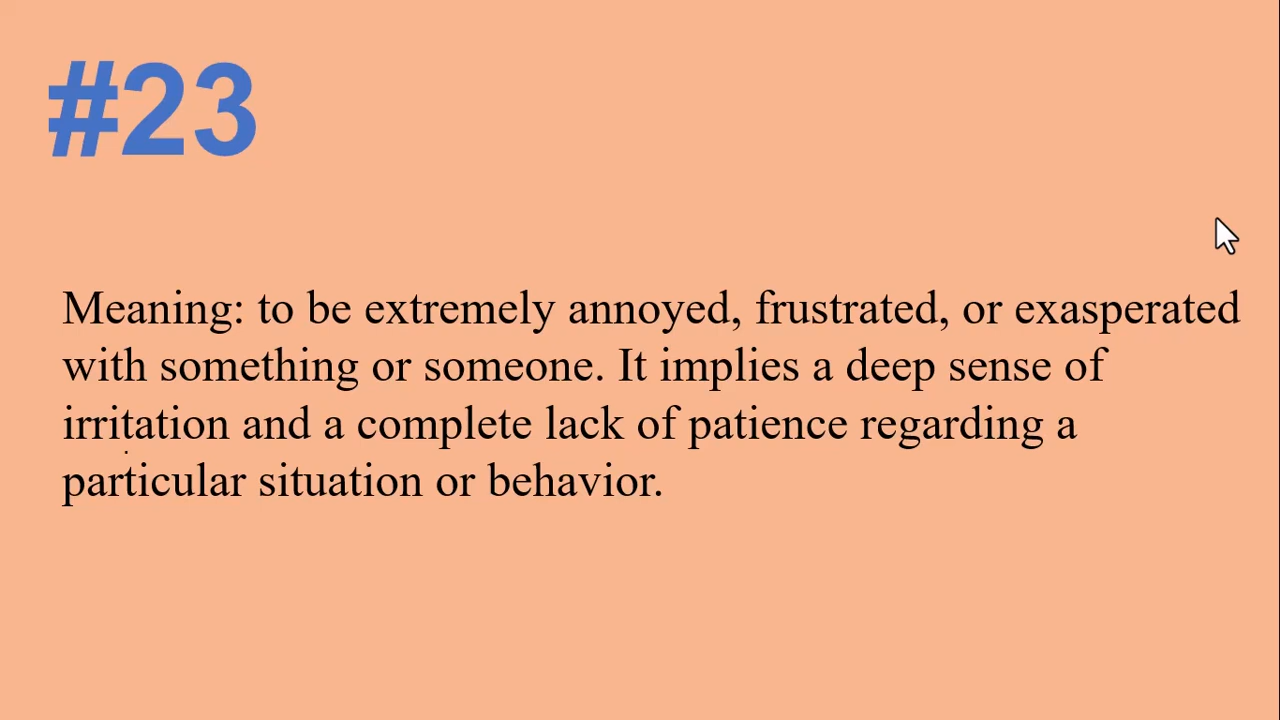 #23
Meaning: to be extremely annoyed, frustrated, or exasperated
with something or someone. It implies a deep sense of
irritation and a complete lack of patience regarding a
particular situation or behavior.